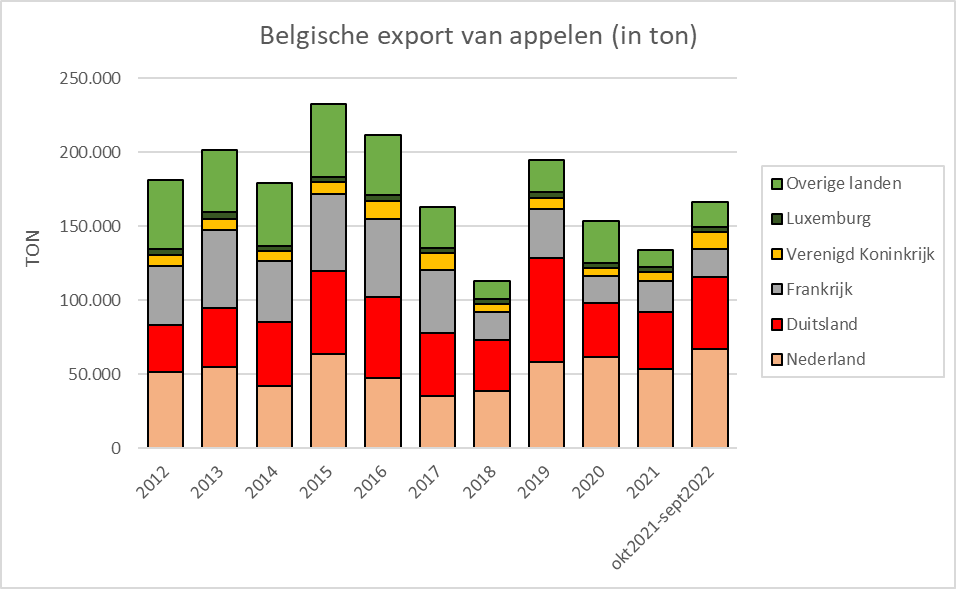 Belgische export van appelen (in ton)
250.000
200.000
150.000
100.000
50.000
0
TON
2012
2013
2014
2015
2016
2017
2018
2019
2020
2021
okt2021-sept2022
Overige landen
Luxemburg
Verenigd Koninkrijk
Frankrijk
Duitsland
Nederland